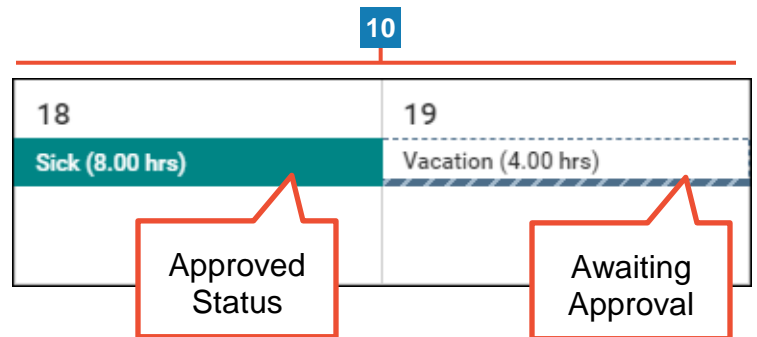 10
18
19
Sick (8.00 hrs)
Vacation (4.00 hrs)
Approved
Status
Awaiting
Approval